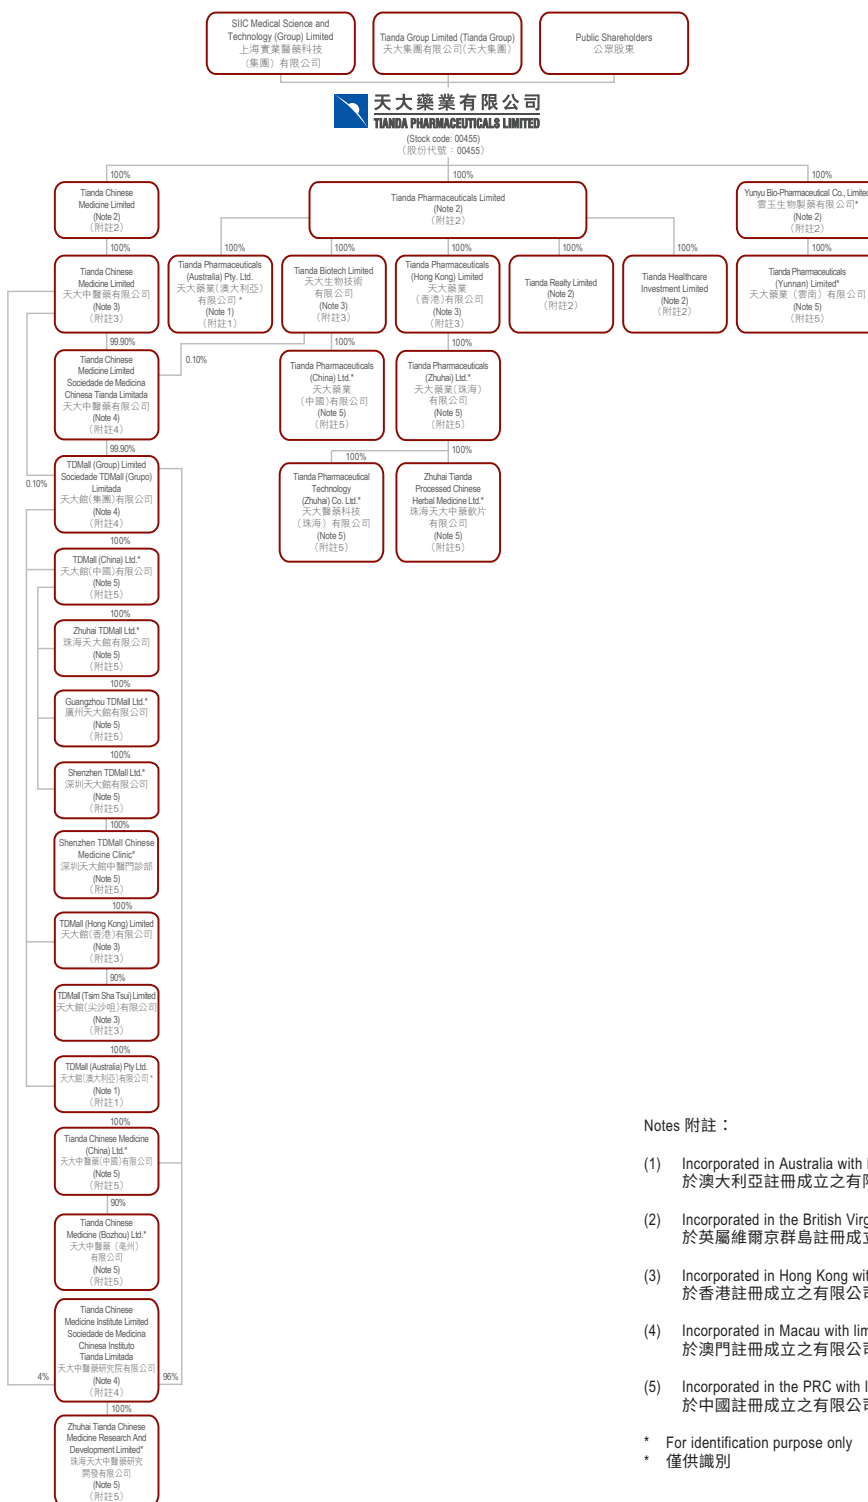 SIIC Medical Science and
Technology (Group) Limited
上海實業醫藥科技
(集團) 有限公司
Tianda Group Limited (Tianda Group)
天大集團有限公司(天大集團)
Public Shareholders
公眾股東
天大藥業有限公司
TIANDA PHARMACEUTICALS LIMITED
(Stock code: 00455)
(股份代號：00455)
100%
100%
100%
Tianda Chinese
Medicine Limited
(Note 2)
(附註2)
Tianda Pharmaceuticals Limited
(Note 2)
(附註2)
Yunyu Bio-Pharmaceutical Co., Limited
雲玉生物製藥有限公司*
(Note 2)
(附註2)
100%
100%
100%
100%
100%
100%
100%
Tianda Chinese
Medicine Limited
天大中醫藥有限公司
(Note 3)
(附註3)
Tianda Pharmaceuticals
(Australia) Pty. Ltd.
天大藥業(澳大利亞)
有限公司 *
(Note 1)
(附註1)
Tianda Biotech Limited
天大生物技術
有限公司
(Note 3)
(附註3)
Tianda Pharmaceuticals
(Hong Kong) Limited
天大藥業
(香港)有限公司
(Note 3)
(附註3)
Tianda Realty Limited
(Note 2)
(附註2)
Tianda Healthcare
Investment Limited
(Note 2)
(附註2)
Tianda Pharmaceuticals
(Yunnan) Limited*
天大藥業（雲南）有限公司
(Note 5)
(附註5)
99.90%
0.10%
100%
100%
Tianda Chinese
Medicine Limited
Sociedade de Medicina
Chinesa Tianda Limitada
天大中醫藥有限公司
(Note 4)
(附註4)
Tianda Pharmaceuticals
(China) Ltd.*
天大藥業
(中國)有限公司
(Note 5)
(附註5)
Tianda Pharmaceuticals
(Zhuhai) Ltd.*
天大藥業(珠海)
有限公司
(Note 5)
(附註5)
99.90%
0.10%
100%
100%
TDMall (Group) Limited
Sociedade TDMall (Grupo)
Limitada
天大館(集團)有限公司
(Note 4)
(附註4)
Tianda Pharmaceutical
Technology
(Zhuhai) Co. Ltd.*
天大醫藥科技
(珠海) 有限公司
(Note 5)
(附註5)
Zhuhai Tianda
Processed Chinese
Herbal Medicine Ltd.*
珠海天大中藥飲片
有限公司
(Note 5)
(附註5)
100%
TDMall (China) Ltd.*
天大館(中國)有限公司
(Note 5)
(附註5)
100%
Zhuhai TDMall Ltd.*
珠海天大館有限公司
(Note 5)
(附註5)
100%
Guangzhou TDMall Ltd.*
廣州天大館有限公司
(Note 5)
(附註5)
100%
Shenzhen TDMall Ltd.*
深圳天大館有限公司
(Note 5)
(附註5)
100%
Shenzhen TDMall Chinese
Medicine Clinic*
深圳天大館中醫門診部
(Note 5)
(附註5)
100%
TDMall (Hong Kong) Limited
天大館(香港)有限公司
(Note 3)
(附註3)
90%
TDMall (Tsim Sha Tsui) Limited
天大館(尖沙咀)有限公司
(Note 3)
(附註3)
100%
TDMall (Australia) Pty Ltd.
天大館(澳大利亞)有限公司 *
(Note 1)
(附註1)
100%
Tianda Chinese Medicine
(China) Ltd.*
天大中醫藥(中國)有限公司
(Note 5)
(附註5)
90%
Tianda Chinese
Medicine (Bozhou) Ltd.*
天大中醫藥（亳州）
有限公司
(Note 5)
(附註5)
Tianda Chinese
Medicine Institute Limited
Sociedade de Medicina
Chinesa Instituto
Tianda Limitada
天大中醫藥研究院有限公司
(Note 4)
(附註4)
4%
96%
100%
Zhuhai Tianda Chinese
Medicine Research And
Development Limited*
珠海天大中醫藥研究
開發有限公司
(Note 5)
(附註5)
Notes 附註：
(1) Incorporated in Australia with
於澳大利亞註冊成立之有
(2) Incorporated in the British
於英屬維爾京群島註冊成
(3) Incorporated in Hong Kong
於香港註冊成立之有限公
(4) Incorporated in Macau with
於澳門註冊成立之有限公
(5) Incorporated in the PRC with
於中國註冊成立之有限公
* For identification purpose only
* 僅供識別